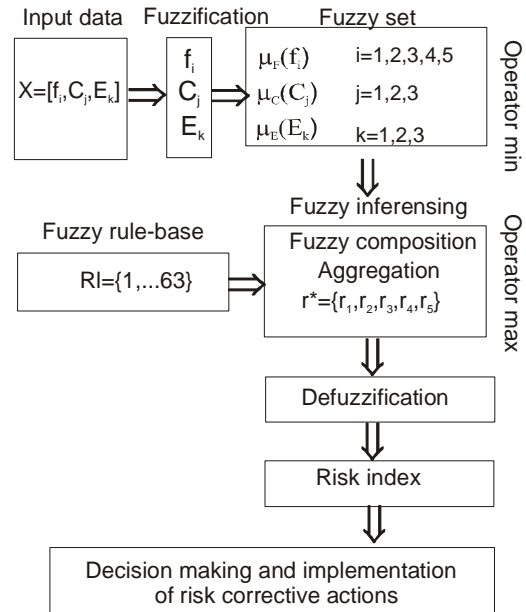 Input data
Fuzzification
Fuzzy set
X=[fᵢ,Cⱼ,Eₖ]
fᵢ
Cⱼ
Eₖ
μF(fᵢ) i=1,2,3,4,5
μC(Cⱼ) j=1,2,3
μE(Eₖ) k=1,2,3
Operator min
Fuzzy inferensing
Fuzzy rule-base
RI={1,...63}
Fuzzy composition
Aggregation
r*={r₁,r₂,r₃,r₄,r₅}
Operator max
Defuzzification
Risk index
Decision making and implementation
of risk corrective actions